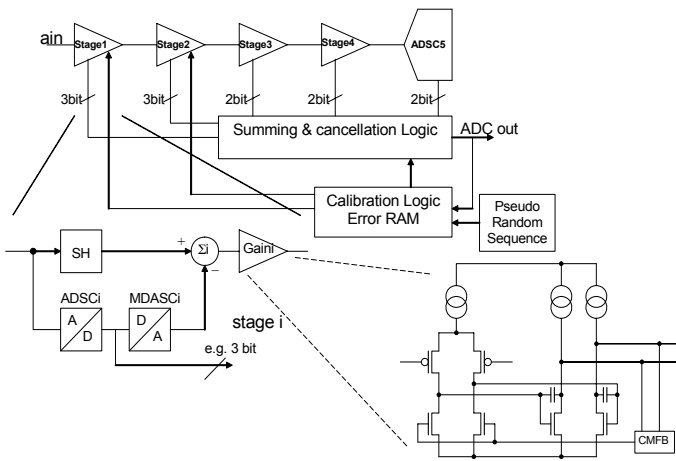 ain
Stage1
Stage2
Stage3
Stage4
ADSC5
3bit
3bit
2bit
2bit
2bit
Summing & cancellation Logic
ADC out
Calibration Logic
Error RAM
Pseudo
Random
Sequence
SH
+
Σi
−
Gaini
ADSCi
MDASCi
A
D
D
A
stage i
e.g. 3 bit
CMFB